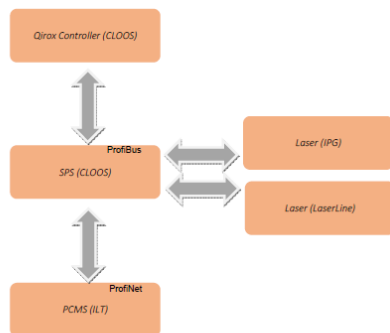 Qirox Controller (CLOOS)
ProfiBus
SPS (CLOOS)
Laser (IPG)
Laser (LaserLine)
ProfiNet
PCMS (ILT)